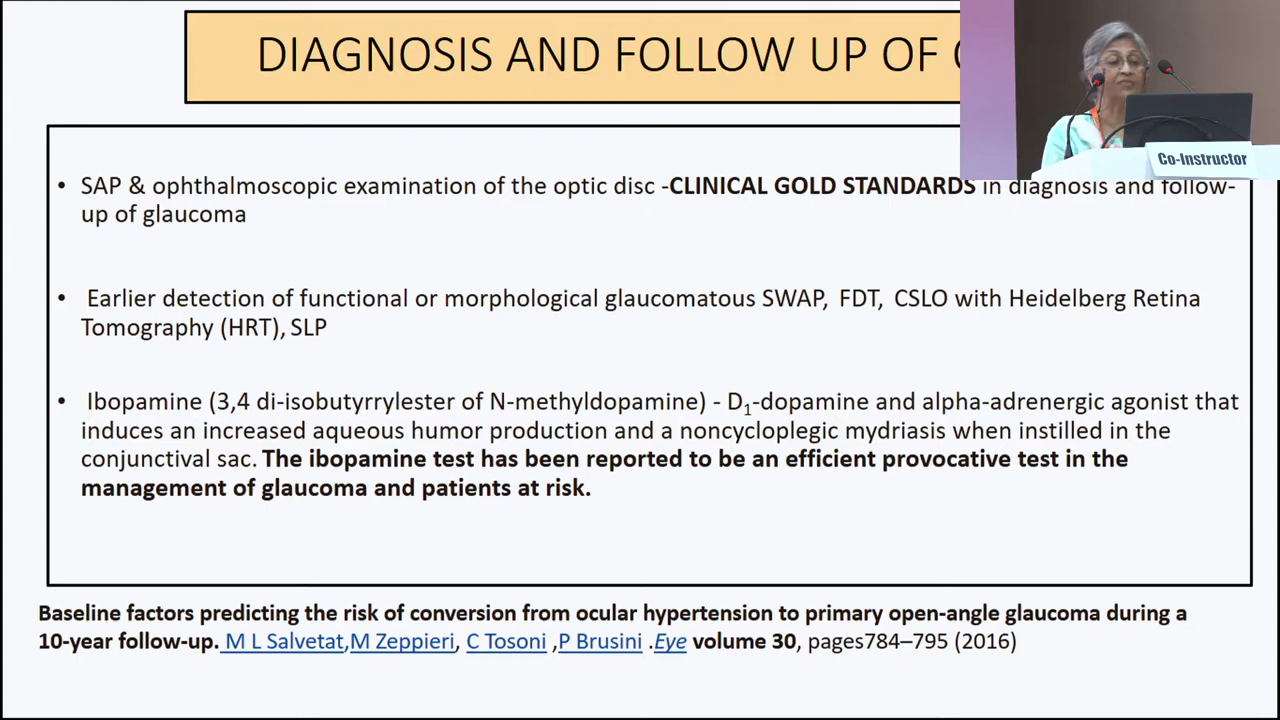 DIAGNOSIS AND FOLLOW UP OF
Co-Instructor
• SAP & ophthalmoscopic examination of the optic disc -CLINICAL GOLD STANDARDS in diagnosis and follow-
up of glaucoma
• Earlier detection of functional or morphological glaucomatous SWAP, FDT, CSLO with Heidelberg Retina
Tomography (HRT), SLP
• Ibopamine (3,4 di-isobutyrrylester of N-methyldopamine) - D1-dopamine and alpha-adrenergic agonist that
induces an increased aqueous humor production and a noncycloplegic mydriasis when instilled in the
conjunctival sac. The ibopamine test has been reported to be an efficient provocative test in the
management of glaucoma and patients at risk.
Baseline factors predicting the risk of conversion from ocular hypertension to primary open-angle glaucoma during a
10-year follow-up. M L Salvetat,M Zeppieri, C Tosoni ,P Brusini .Eye volume 30, pages784–795 (2016)